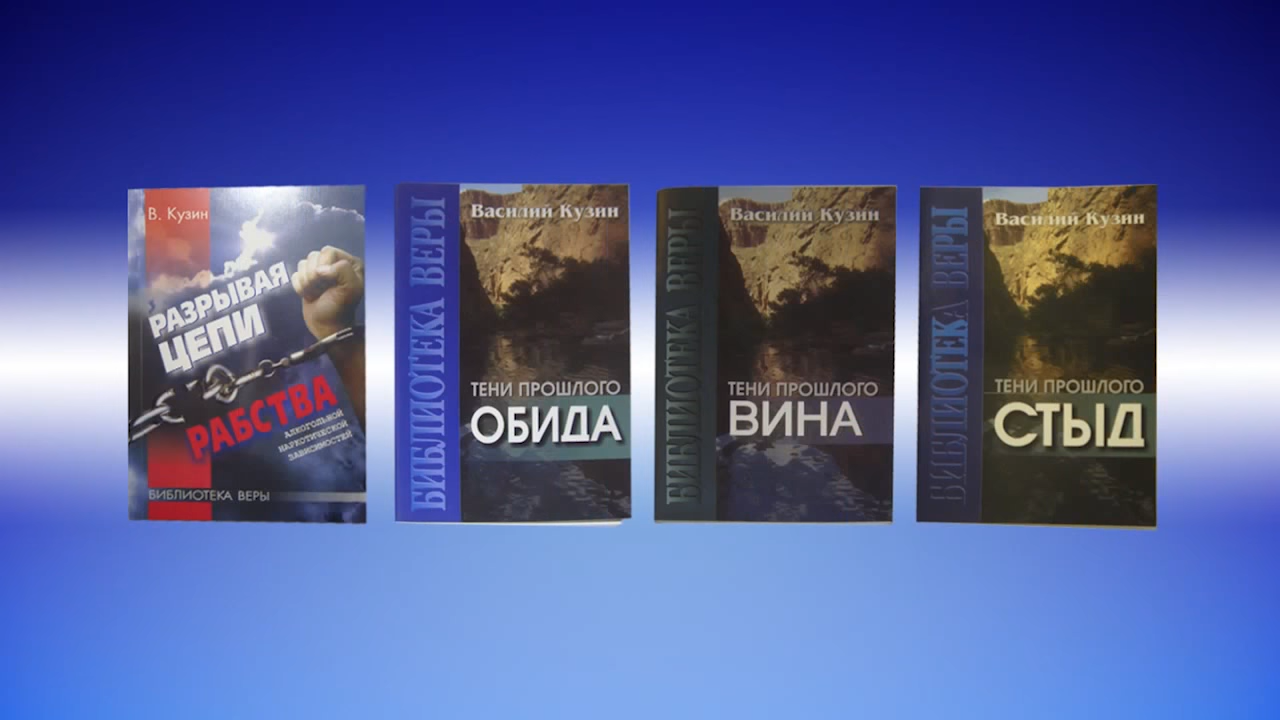 В. Кузин
РАЗРЫВАЯ
ЦЕПИ
РАБСТВА
АЛКОГОЛЬНОЙ
НАРКОТИЧЕСКОЙ
ЗАВИСИМОСТЕЙ
БИБЛИОТЕКА ВЕРЫ
БИБЛИОТЕКА ВЕРЫ
Василий Кузин
ТЕНИ ПРОШЛОГО
ОБИДА
БИБЛИОТЕКА ВЕРЫ
Василий Кузин
ТЕНИ ПРОШЛОГО
ВИНА
БИБЛИОТЕКА ВЕРЫ
Василий Кузин
ТЕНИ ПРОШЛОГО
СТЫД